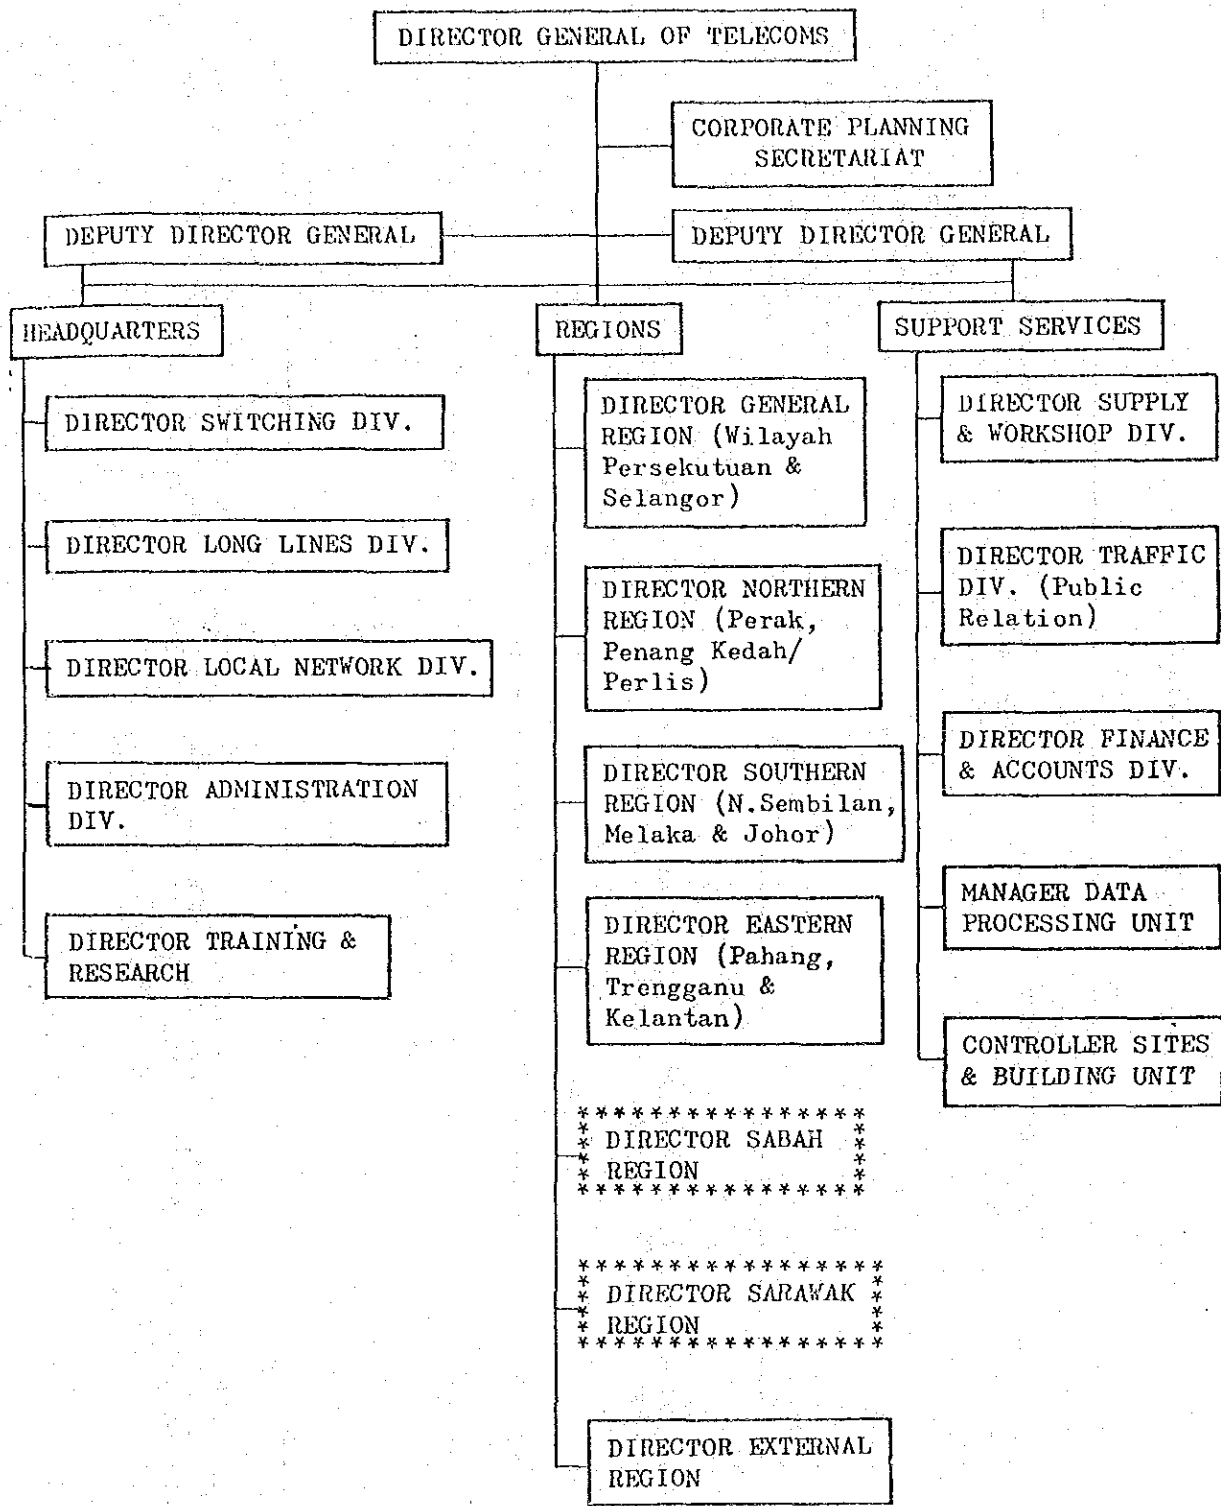 DIRECTOR GENERAL OF TELECOMS
CORPORATE PLANNING
SECRETARIAT
DEPUTY DIRECTOR GENERAL
DEPUTY DIRECTOR GENERAL
HEADQUARTERS
DIRECTOR SWITCHING DIV.
DIRECTOR LONG LINES DIV.
DIRECTOR LOCAL NETWORK DIV.
DIRECTOR ADMINISTRATION
DIV.
DIRECTOR TRAINING &
RESEARCH
REGIONS
DIRECTOR GENERAL
REGION (Wilayah
Persekutuan &
Selangor)
DIRECTOR NORTHERN
REGION (Perak,
Penang Kedah/
Perlis)
DIRECTOR SOUTHERN
REGION (N.Sembilan,
Melaka & Johor)
DIRECTOR EASTERN
REGION (Pahang,
Trengganu &
Kelantan)
DIRECTOR SABAH
REGION
DIRECTOR SARAWAK
REGION
DIRECTOR EXTERNAL
REGION
SUPPORT SERVICES
DIRECTOR SUPPLY
& WORKSHOP DIV.
DIRECTOR TRAFFIC
DIV. (Public
Relation)
DIRECTOR FINANCE
& ACCOUNTS DIV.
MANAGER DATA
PROCESSING UNIT
CONTROLLER SITES
& BUILDING UNIT